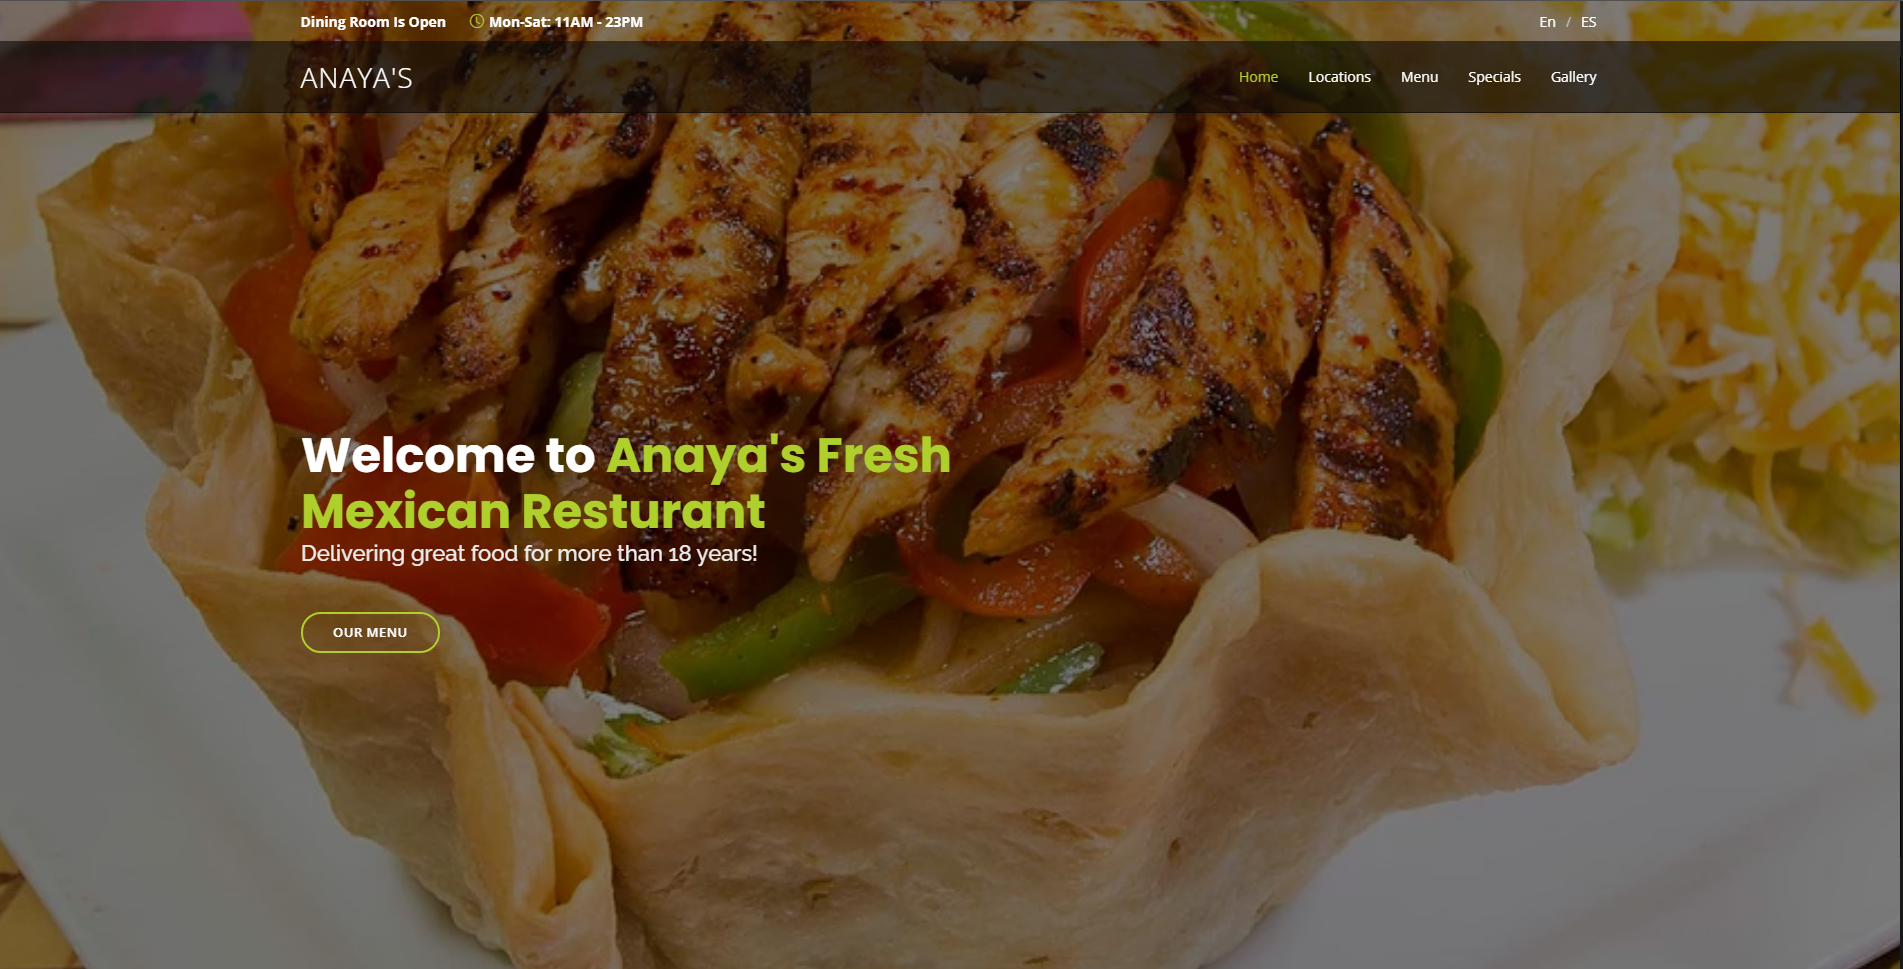 Dining Room Is Open Mon-Sat: 11AM - 23PM En / ES
ANAYA'S Home Locations Menu Specials Gallery
Welcome to Anaya's Fresh
Mexican Resturant
Delivering great food for more than 18 years!
OUR MENU